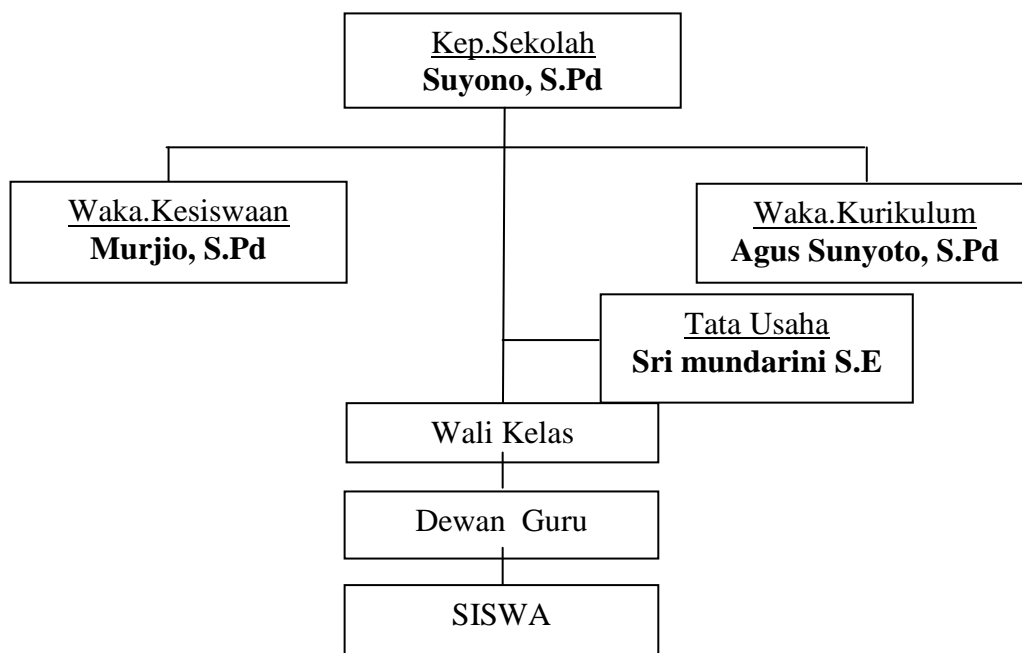 Kep.Sekolah
Suyono, S.Pd
Waka.Kesiswaan
Murjio, S.Pd
Waka.Kurikulum
Agus Sunyoto, S.Pd
Tata Usaha
Sri mundarini S.E
Wali Kelas
Dewan Guru
SISWA